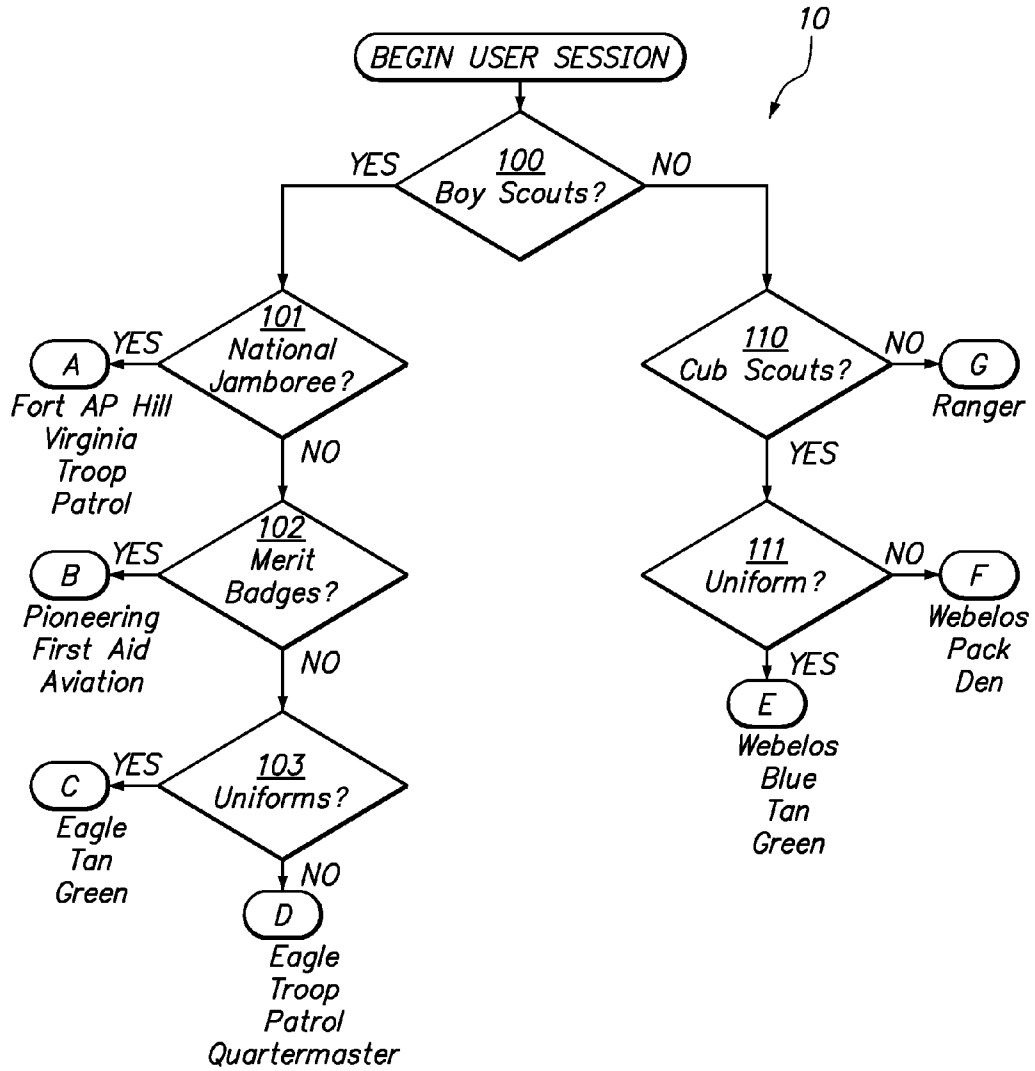 10
BEGIN USER SESSION
YES
100
NO
Boy Scouts?
101
National
Jamboree?
YES
A
Fort AP Hill
Virginia
Troop
Patrol
NO
110
Cub Scouts?
NO
G
Ranger
YES
102
Merit
Badges?
YES
B
Pioneering
First Aid
Aviation
NO
111
Uniform?
NO
F
Webelos
Pack
Den
YES
E
Webelos
Blue
Tan
Green
103
Uniforms?
YES
C
Eagle
Tan
Green
NO
D
Eagle
Troop
Patrol
Quartermaster